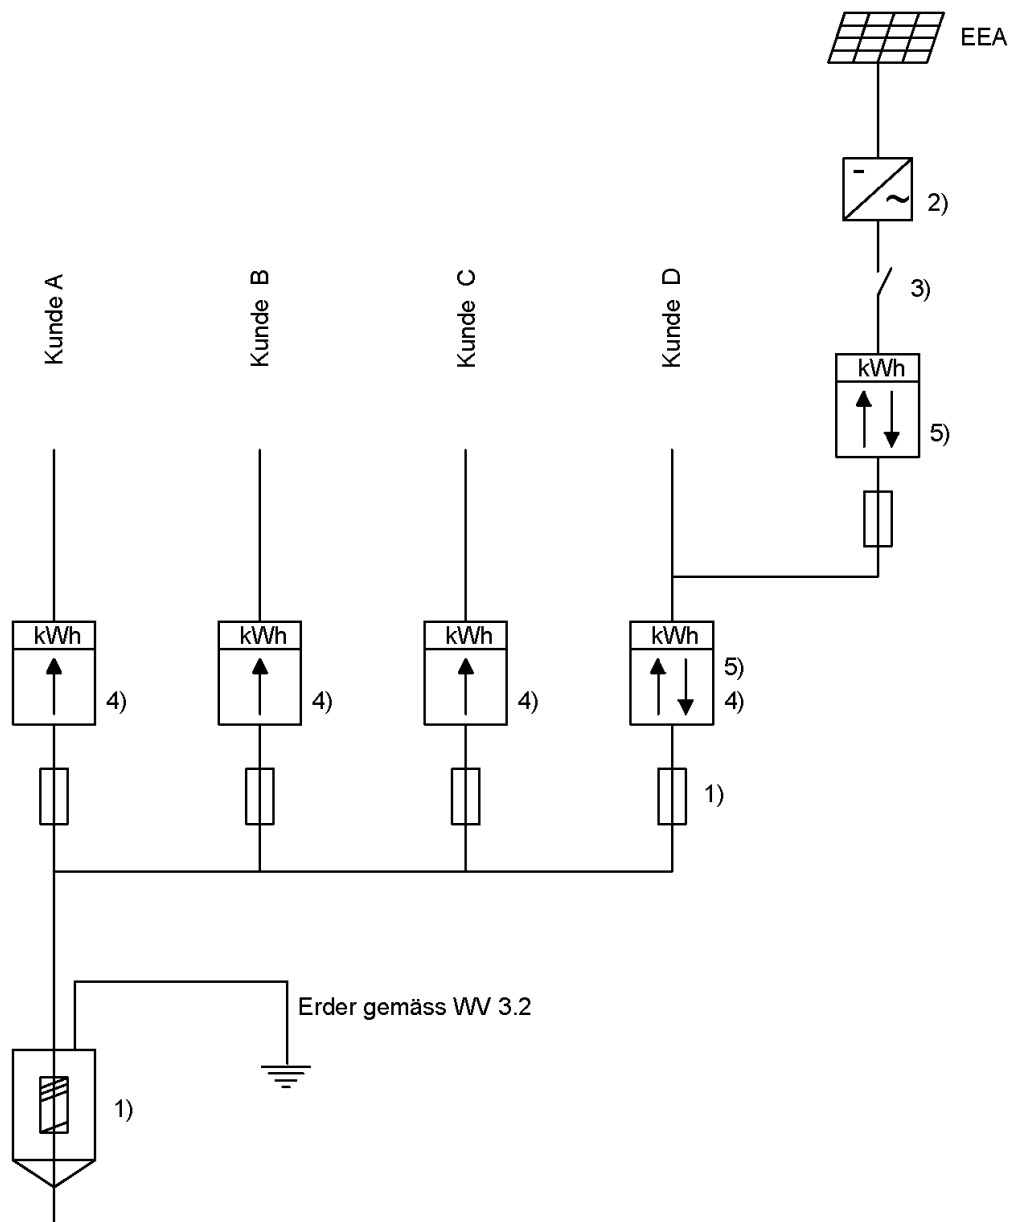 EEA
-
~
2)
Kunde A
Kunde B
Kunde C
Kunde D
3)
kWh
5)
kWh
kWh
kWh
kWh
5)
4)
4)
4)
4)
1)
Erder gemäss WV 3.2
1)